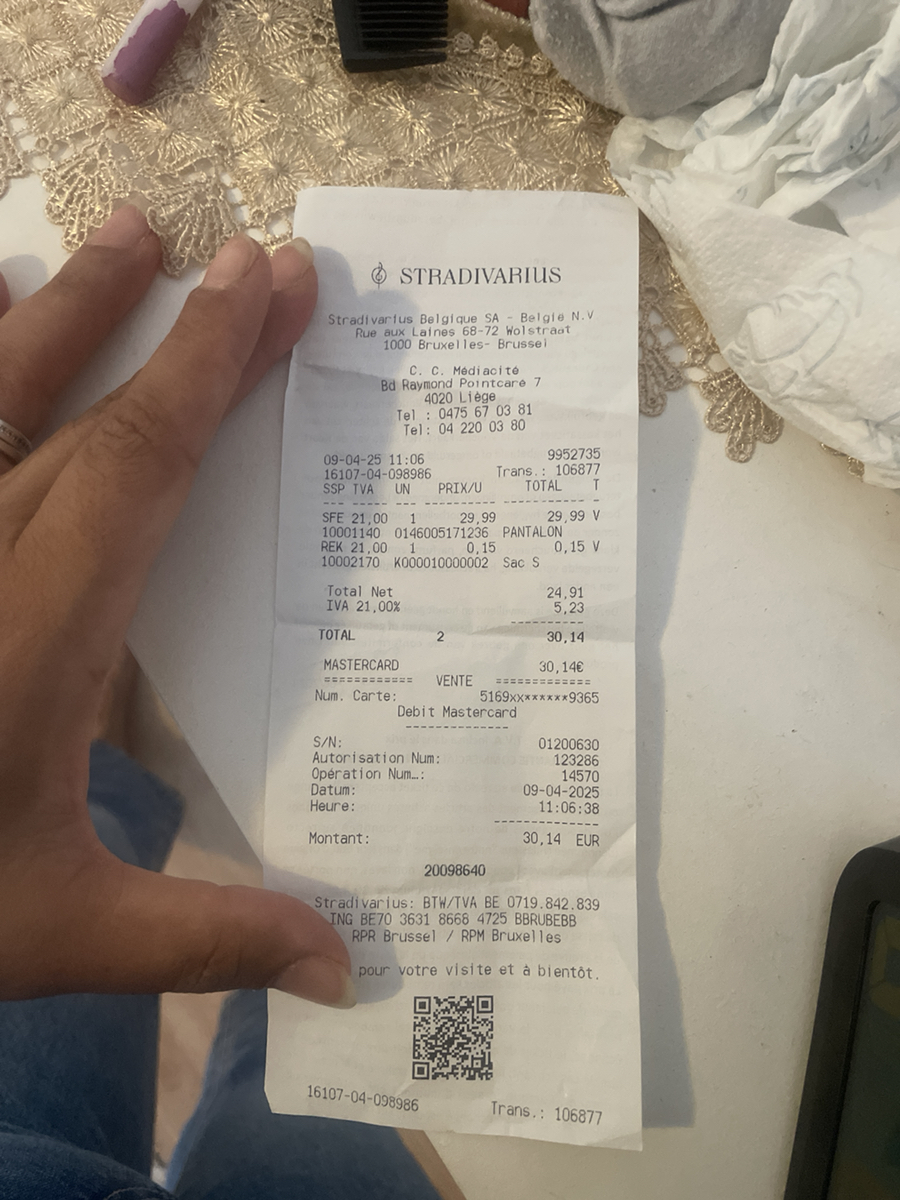 STRADIVARIUS
Stradivarius Belgique SA - België N.V
Rue aux Laines 68-72 Wolstraat
1000 Bruxelles- Brussel
C. C. Médiacité
Bd Raymond Pointcaré 7
4020 Liège
Tel : 0475 67 03 81
Tel: 04 220 03 80
09-04-25 11:06 9952735
16107-04-098986 Trans.: 106877
SSP TVA UN PRIX/U TOTAL T
--- ----- --- ---------- ---------- -
SFE 21,00 1 29,99 29,99 V
10001140 0146005171236 PANTALON
REK 21,00 1 0,15 0,15 V
10002170 K000010000002 Sac S
Total Net 24,91
IVA 21,00% 5,23
----------
TOTAL 2 30,14
MASTERCARD 30,14€
============ VENTE =============
Num. Carte: 5169xx******9365
Debit Mastercard
--------------
S/N: 01200630
Autorisation Num: 123286
Opération Num…: 14570
Datum: 09-04-2025
Heure: 11:06:38
--------------
Montant: 30,14 EUR
20098640
Stradivarius: BTW/TVA BE 0719.842.839
ING BE70 3631 8668 4725 BBRUBEBB
RPR Brussel / RPM Bruxelles
pour votre visite et à bientôt.
16107-04-098986 Trans.: 106877